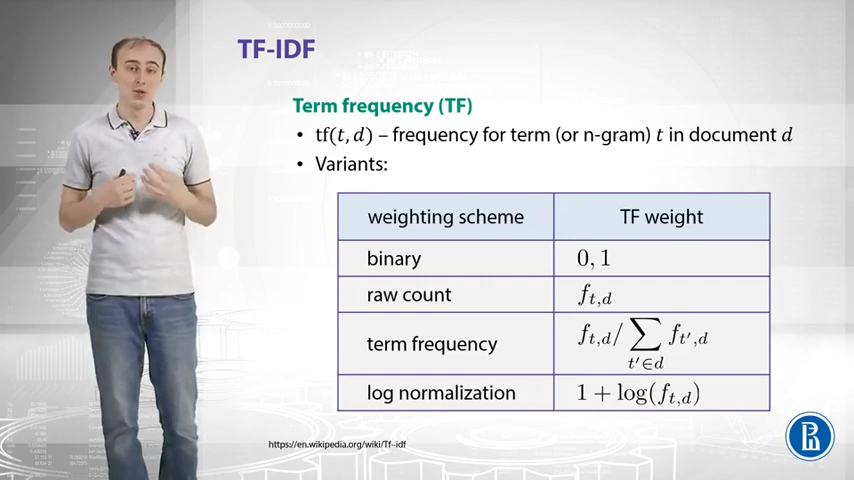 TF-IDF
Term frequency (TF)
• tf(t, d) – frequency for term (or n-gram) t in document d
• Variants:
weighting scheme TF weight
binary 0, 1
raw count f_{t,d}
term frequency f_{t,d}/ ∑_{t'∈d} f_{t',d}
log normalization 1 + log(f_{t,d})
https://en.wikipedia.org/wiki/Tf–idf